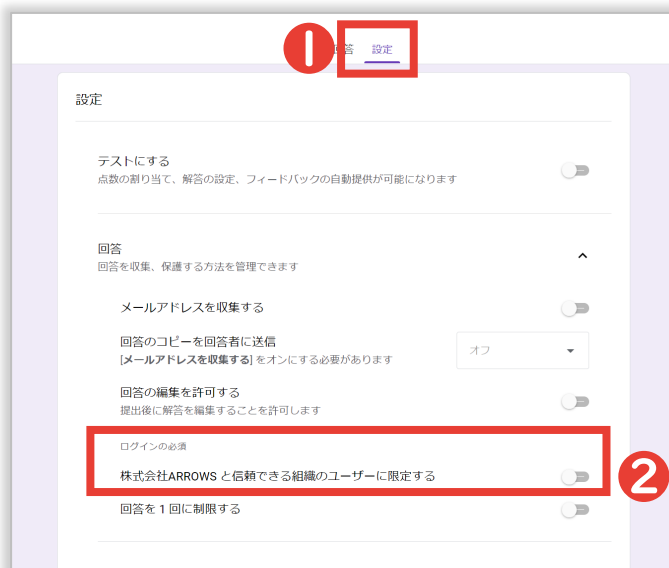 1
答 設定
設定
テストにする
点数の割り当て、解答の設定、フィードバックの自動提供が可能になります
回答
回答を収集、保護する方法を管理できます
メールアドレスを収集する
回答のコピーを回答者に送信
[メールアドレスを収集する] をオンにする必要があります
オフ
回答の編集を許可する
提出後に解答を編集することを許可します
ログインの必須
株式会社ARROWS と信頼できる組織のユーザーに限定する
2
回答を 1 回に制限する